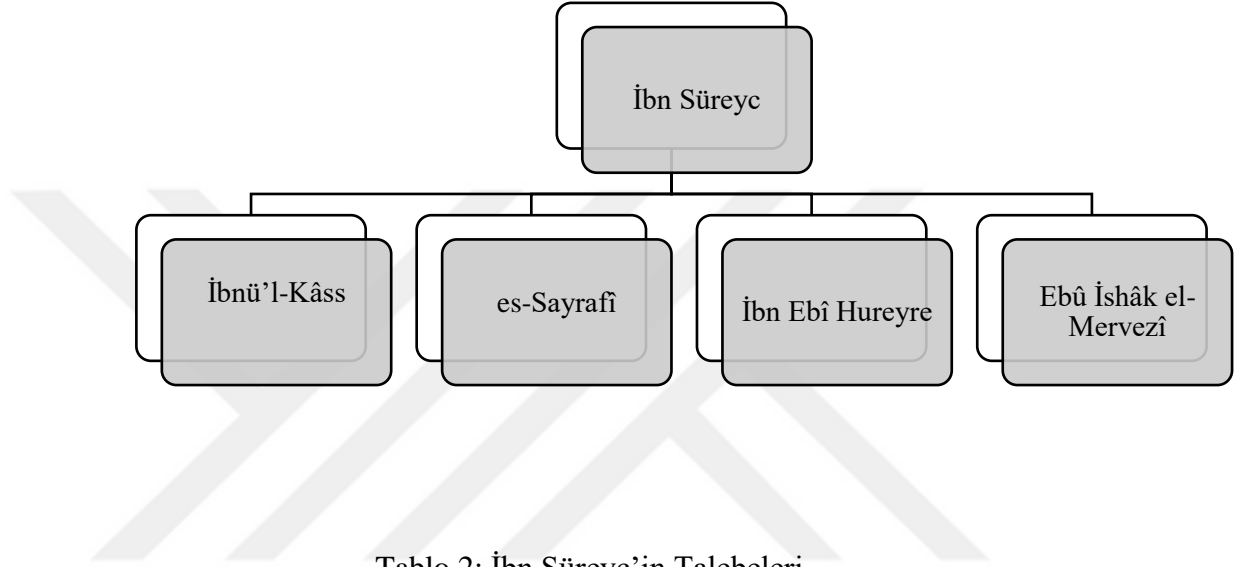 İbn Süreyc
İbnü’l-Kâss
es-Sayrafî
İbn Ebî Hureyre
Ebû İshâk el-
Mervezî
Tablo 2: İbn Süreyc’in Talebeleri